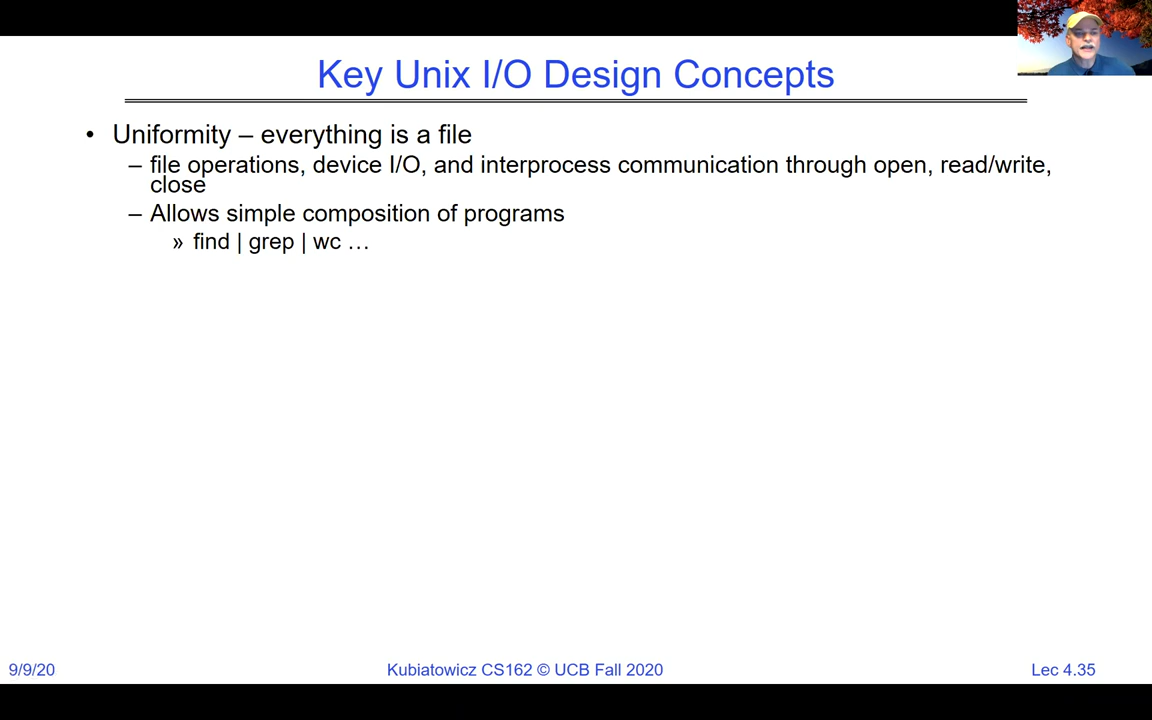 Key Unix I/O Design Concepts
• Uniformity – everything is a file
– file operations, device I/O, and interprocess communication through open, read/write,
close
– Allows simple composition of programs
» find | grep | wc …
9/9/20
Kubiatowicz CS162 © UCB Fall 2020
Lec 4.35